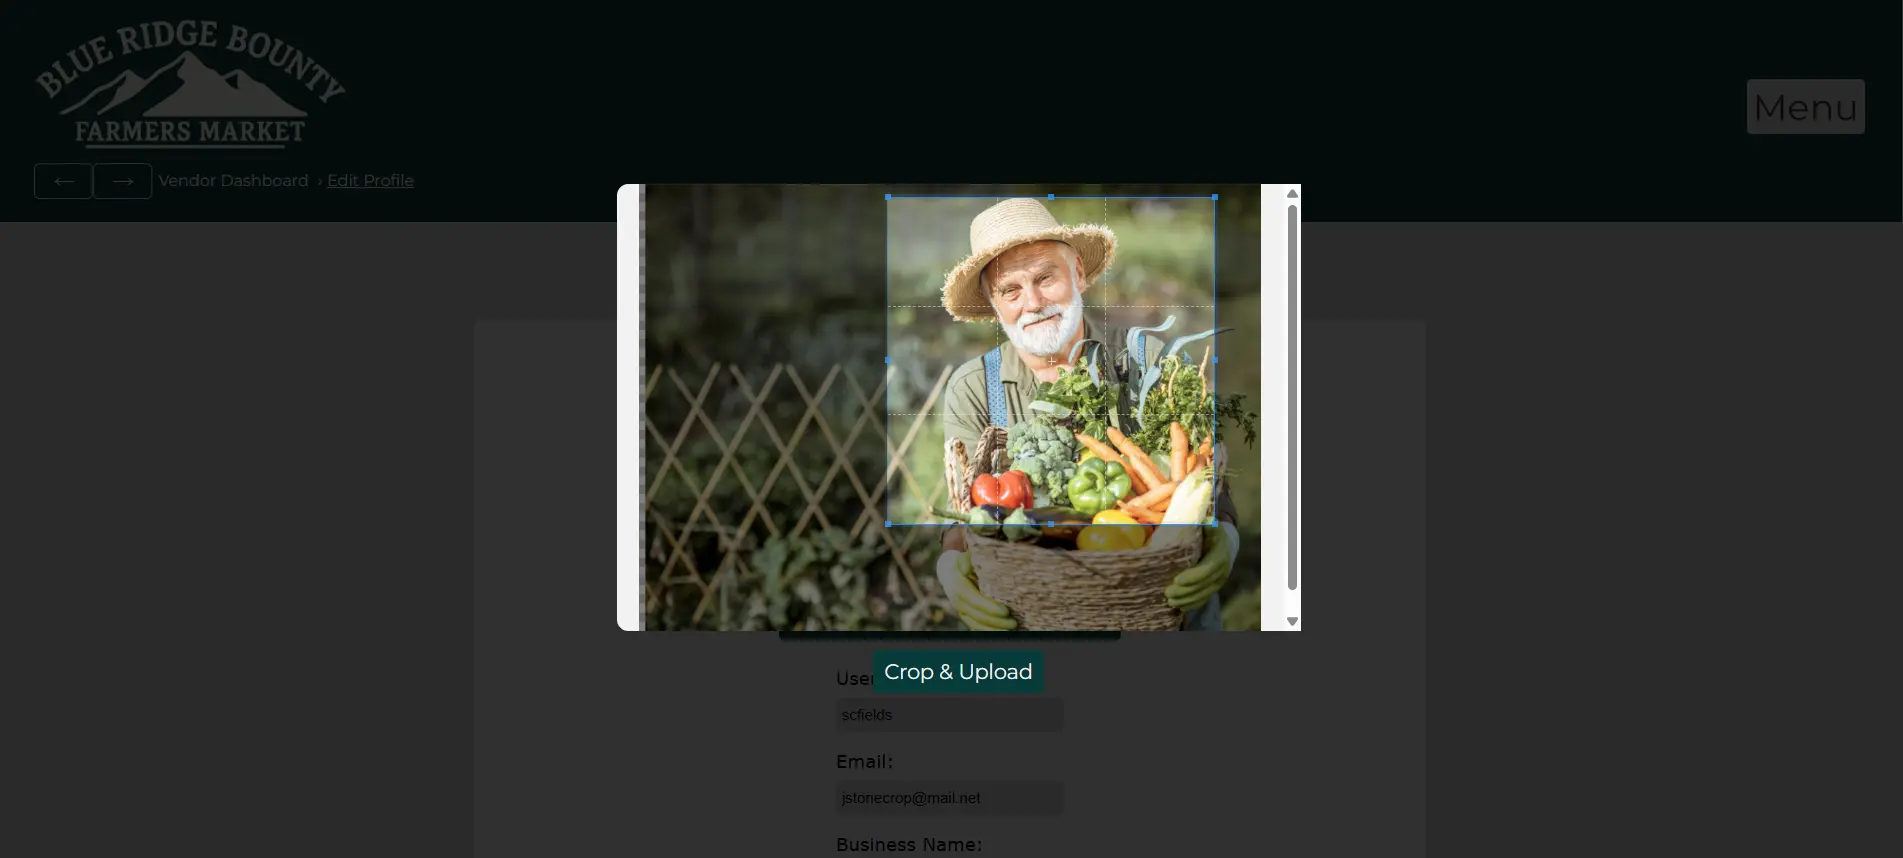 BLUE RIDGE BOUNTY
FARMERS MARKET
Menu
← → Vendor Dashboard › Edit Profile
Crop & Upload
User
scfields
Email:
jstonecrop@mail.net
Business Name: